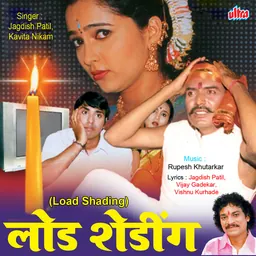 Singer :
Jagdish Patil,
Kavita Nikam
ultra
Music :
Rupesh Khutarkar
Lyrics : Jagdish Patil,
Vijay Gadekar,
Vishnu Kurhade
(Load Shading)
लोड शेडींग